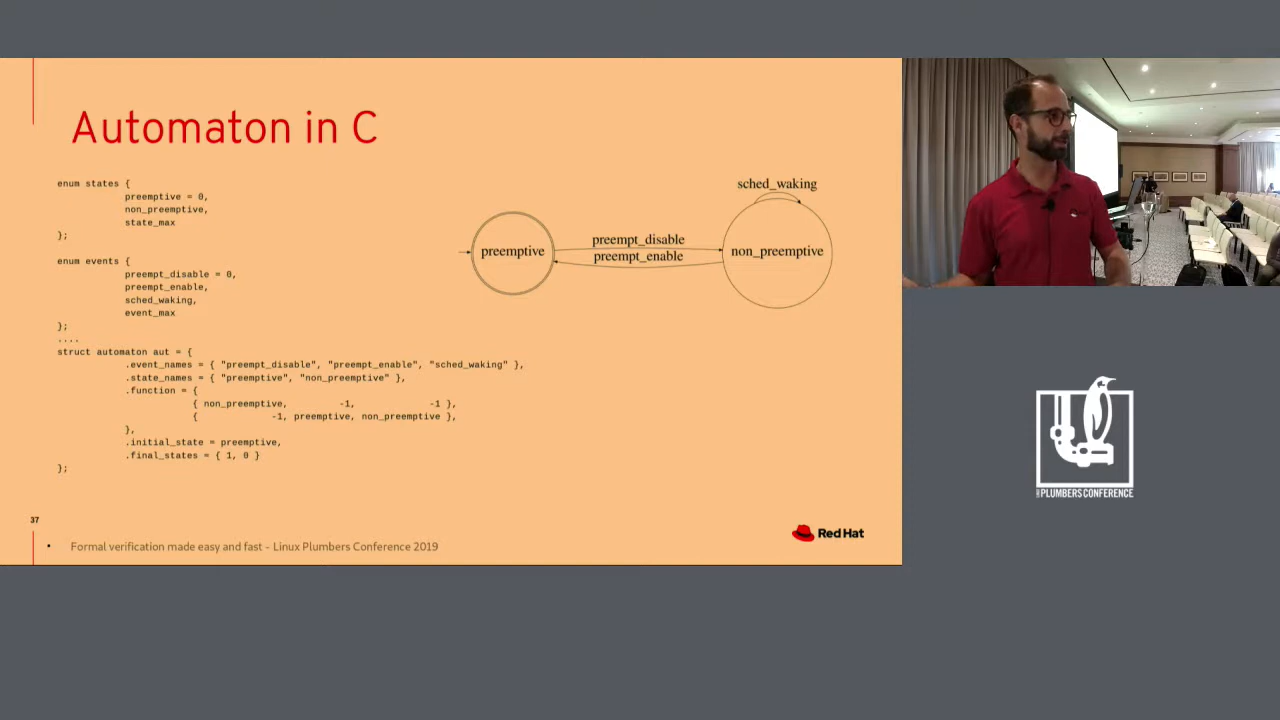 Automaton in C
enum states {
preemptive = 0,
non_preemptive,
state_max
};
enum events {
preempt_disable = 0,
preempt_enable,
sched_waking,
event_max
};
....
struct automaton aut = {
.event_names = { "preempt_disable", "preempt_enable", "sched_waking" },
.state_names = { "preemptive", "non_preemptive" },
.function = {
{ non_preemptive, -1, -1 },
{ -1, preemptive, non_preemptive },
},
.initial_state = preemptive,
.final_states = { 1, 0 }
};
sched_waking
preemptive
preempt_disable
preempt_enable
non_preemptive
37
• Formal verification made easy and fast - Linux Plumbers Conference 2019
Red Hat
PLUMBERS CONFERENCE